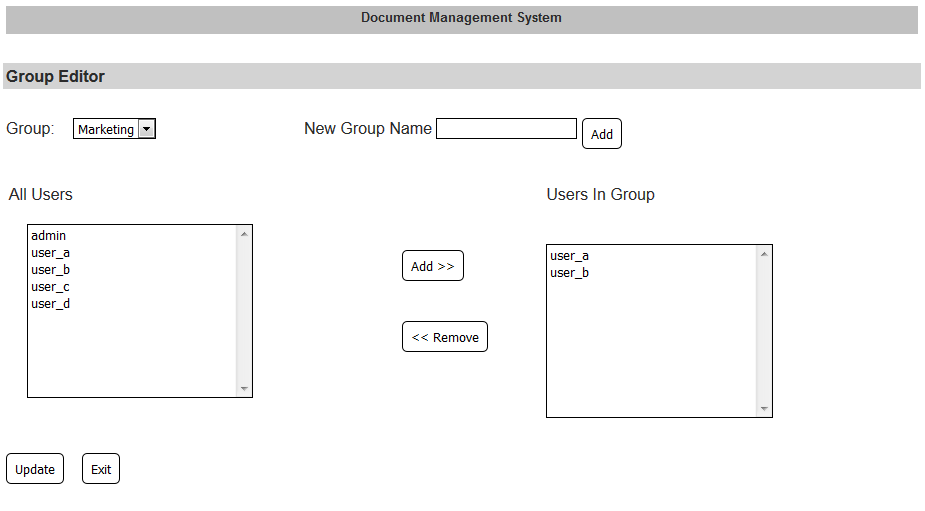 Document Management System
Group Editor
Group: Marketing New Group Name Add
All Users Users In Group
admin
user_a
user_b
user_c
user_d
Add >>
<< Remove
user_a
user_b
Update Exit